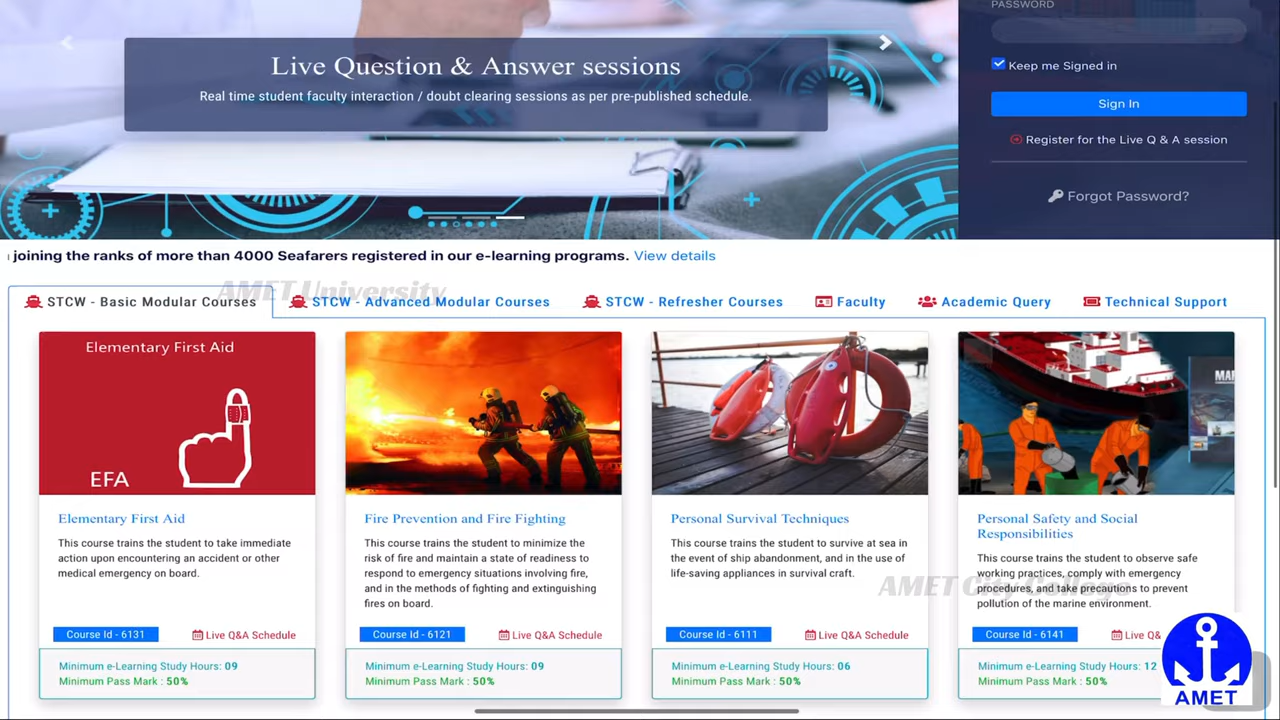 PASSWORD
Live Question & Answer sessions
Real time student faculty interaction / doubt clearing sessions as per pre-published schedule.
Keep me Signed in
Sign In
Register for the Live Q & A session
Forgot Password?
joining the ranks of more than 4000 Seafarers registered in our e-learning programs. View details
AMET University
STCW - Basic Modular Courses STCW - Advanced Modular Courses STCW - Refresher Courses Faculty Academic Query Technical Support
Elementary First Aid
EFA
Elementary First Aid
This course trains the student to take immediate
action upon encountering an accident or other
medical emergency on board.
Course Id - 6131 Live Q&A Schedule
Minimum e-Learning Study Hours: 09
Minimum Pass Mark : 50%
Fire Prevention and Fire Fighting
This course trains the student to minimize the
risk of fire and maintain a state of readiness to
respond to emergency situations involving fire,
and in the methods of fighting and extinguishing
fires on board.
Course Id - 6121 Live Q&A Schedule
Minimum e-Learning Study Hours: 09
Minimum Pass Mark : 50%
Personal Survival Techniques
This course trains the student to survive at sea in
the event of ship abandonment, and in the use of
life-saving appliances in survival craft.
Course Id - 6111 Live Q&A Schedule
Minimum e-Learning Study Hours: 06
Minimum Pass Mark : 50%
MAR
Personal Safety and Social
Responsibilities
This course trains the student to observe safe
working practices, comply with emergency
procedures, and take precautions to prevent
pollution of the marine environment.
AMET City College
Course Id - 6141 Live Q&
Minimum e-Learning Study Hours: 12
Minimum Pass Mark : 50%
AMET